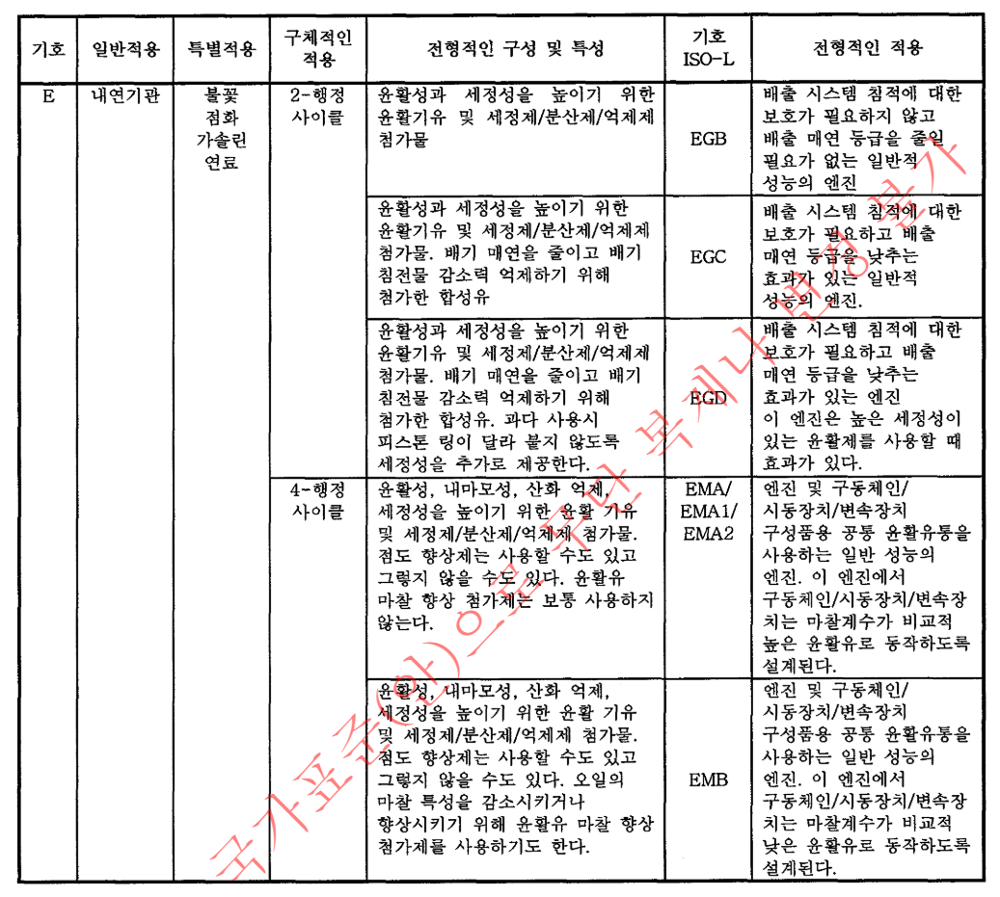 기호 일반적용 특별적용 구체적인 적용 전형적인 구성 및 특성 기호 ISO-L 전형적인 적용
E 내연기관 불꽃
점화
가솔린
연료
2-행정
사이클
윤활성과 세정성을 높이기 위한
윤활기유 및 세정제/분산제/억제제
첨가물
EGB
배출 시스템 침적에 대한
보호가 필요하지 않고
배출 매연 등급을 줄일
필요가 없는 일반적
성능의 엔진
윤활성과 세정성을 높이기 위한
윤활기유 및 세정제/분산제/억제제
첨가물. 배기 매연을 줄이고 배기
침전물 감소력 억제하기 위해
첨가한 합성유
EGC
배출 시스템 침적에 대한
보호가 필요하고 배출
매연 등급을 낮추는
효과가 있는 일반적
성능의 엔진.
윤활성과 세정성을 높이기 위한
윤활기유 및 세정제/분산제/억제제
첨가물. 배기 매연을 줄이고 배기
침전물 감소력 억제하기 위해
첨가한 합성유. 과다 사용시
피스톤 링이 달라 붙지 않도록
세정성을 추가로 제공한다.
EGD
배출 시스템 침적에 대한
보호가 필요하고 배출
매연 등급을 낮추는
효과가 있는 엔진
이 엔진은 높은 세정성이
있는 윤활제를 사용할 때
효과가 있다.
4-행정
사이클
윤활성, 내마모성, 산화 억제,
세정성을 높이기 위한 윤활 기유
및 세정제/분산제/억제제 첨가물.
점도 향상제는 사용할 수도 있고
그렇지 않을 수도 있다. 윤활유
마찰 향상 첨가제는 보통 사용하지
않는다.
EMA/
EMA1/
EMA2
엔진 및 구동체인/
시동장치/변속장치
구성품용 공통 윤활유통을
사용하는 일반 성능의
엔진. 이 엔진에서
구동체인/시동장치/변속장
치는 마찰계수가 비교적
높은 윤활유로 동작하도록
설계된다.
윤활성, 내마모성, 산화 억제,
세정성을 높이기 위한 윤활 기유
및 세정제/분산제/억제제 첨가물.
점도 향상제는 사용할 수도 있고
그렇지 않을 수도 있다. 오일의
마찰 특성을 감소시키거나
향상시키기 위해 윤활유 마찰 향상
첨가제를 사용하기도 한다.
EMB
엔진 및 구동체인/
시동장치/변속장치
구성품용 공통 윤활유통을
사용하는 일반 성능의
엔진. 이 엔진에서
구동체인/시동장치/변속장
치는 마찰계수가 비교적
낮은 윤활유로 동작하도록
설계된다.
국가표준(안)으로 무단 복제나 변경 불가